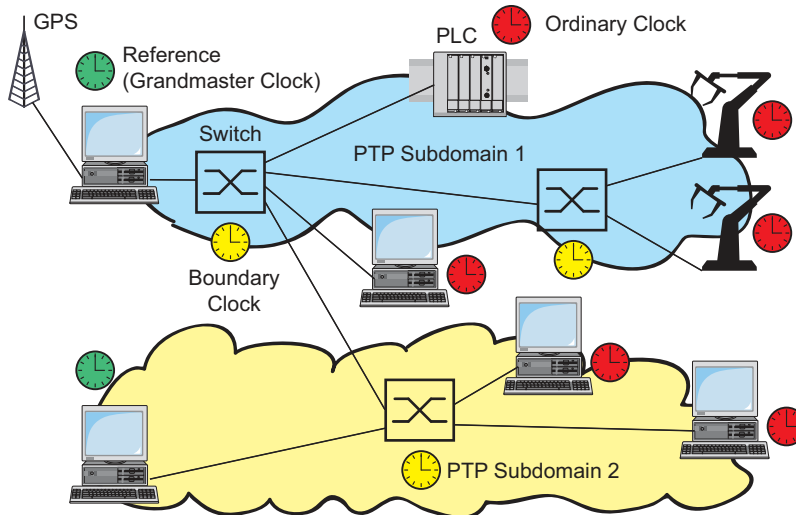 GPS
Reference
(Grandmaster Clock)
PLC
Ordinary Clock
Switch
PTP Subdomain 1
Boundary
Clock
PTP Subdomain 2